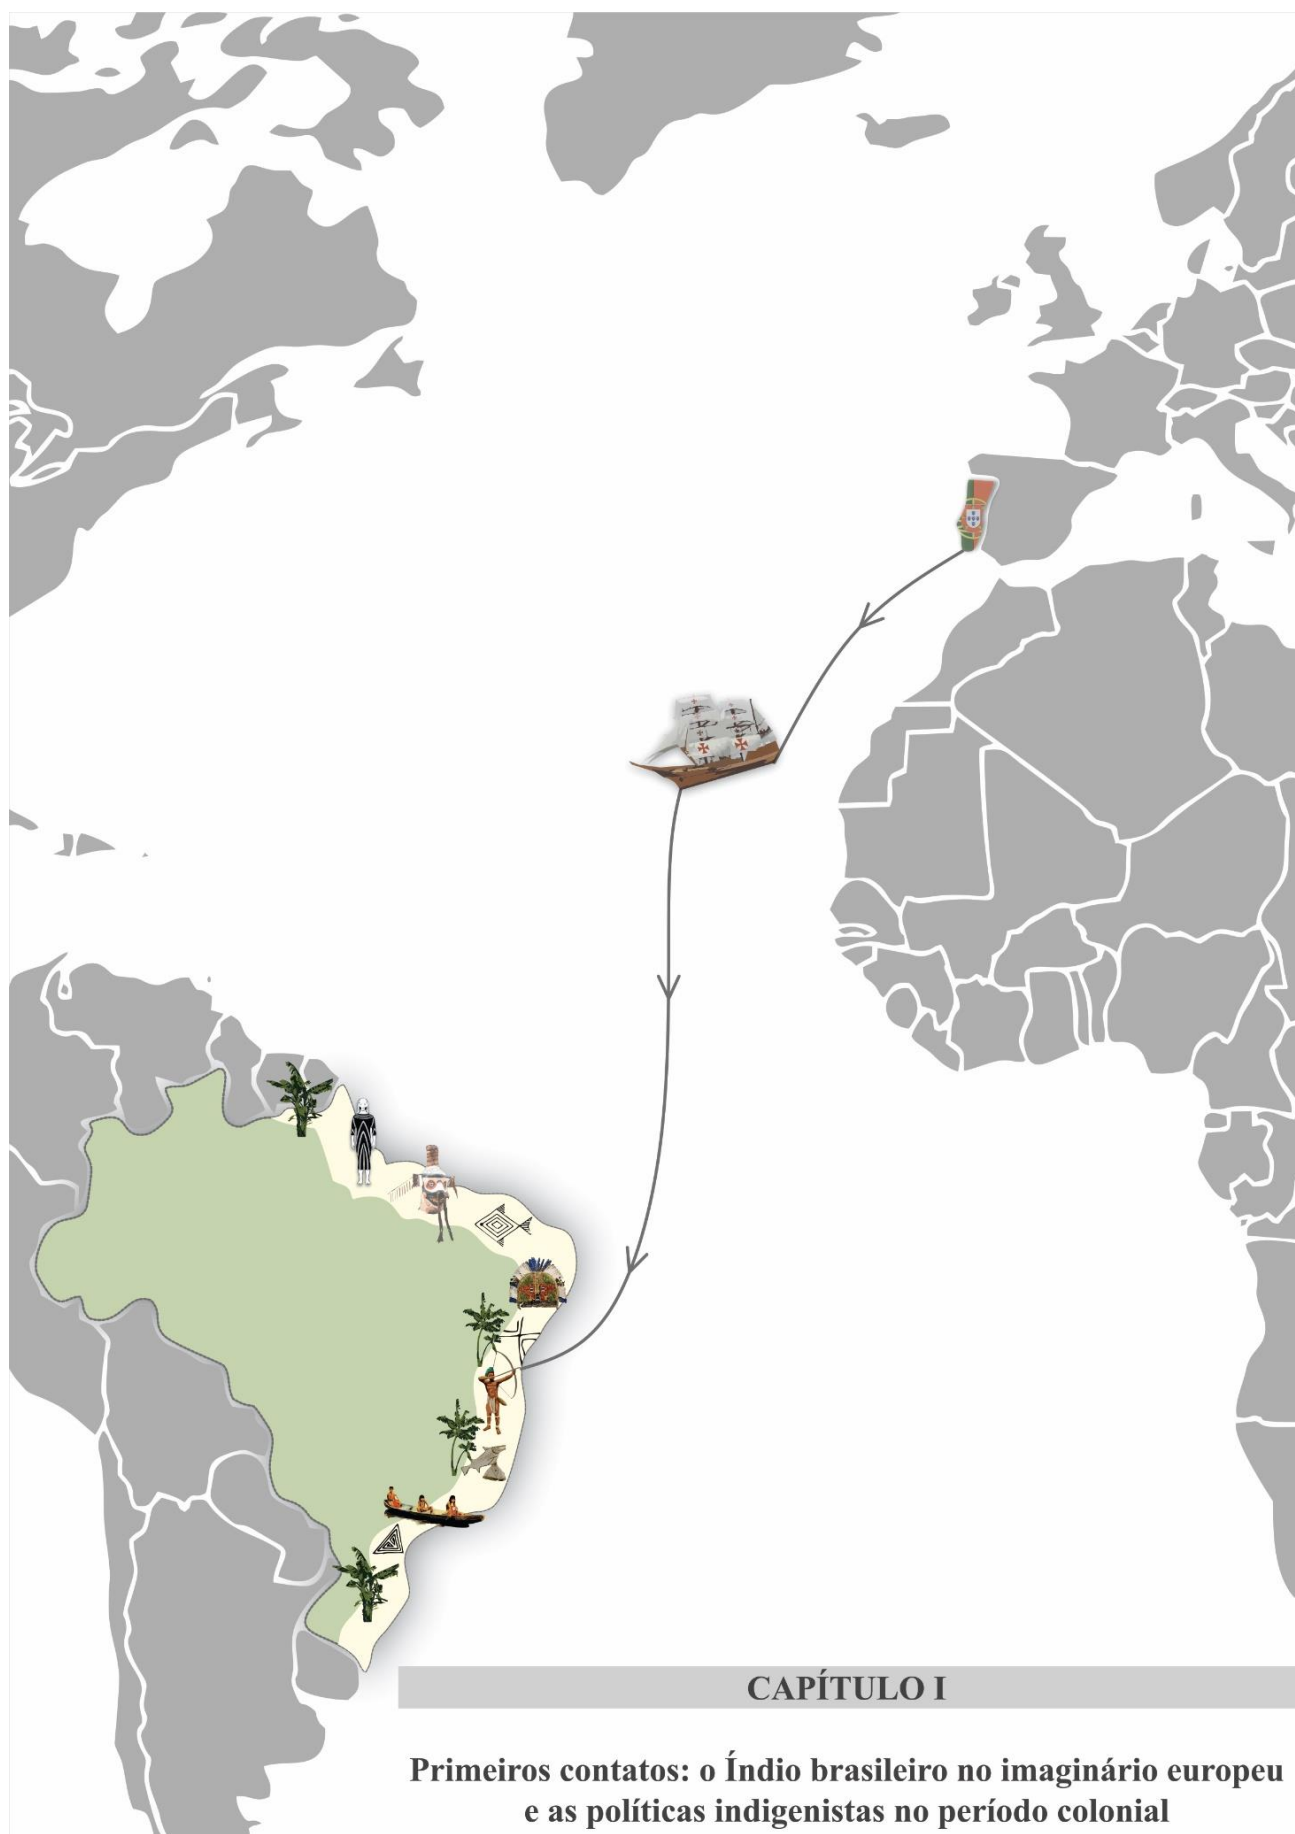 CAPÍTULO I
Primeiros contatos: o Índio brasileiro no imaginário europeu
e as políticas indigenistas no período colonial